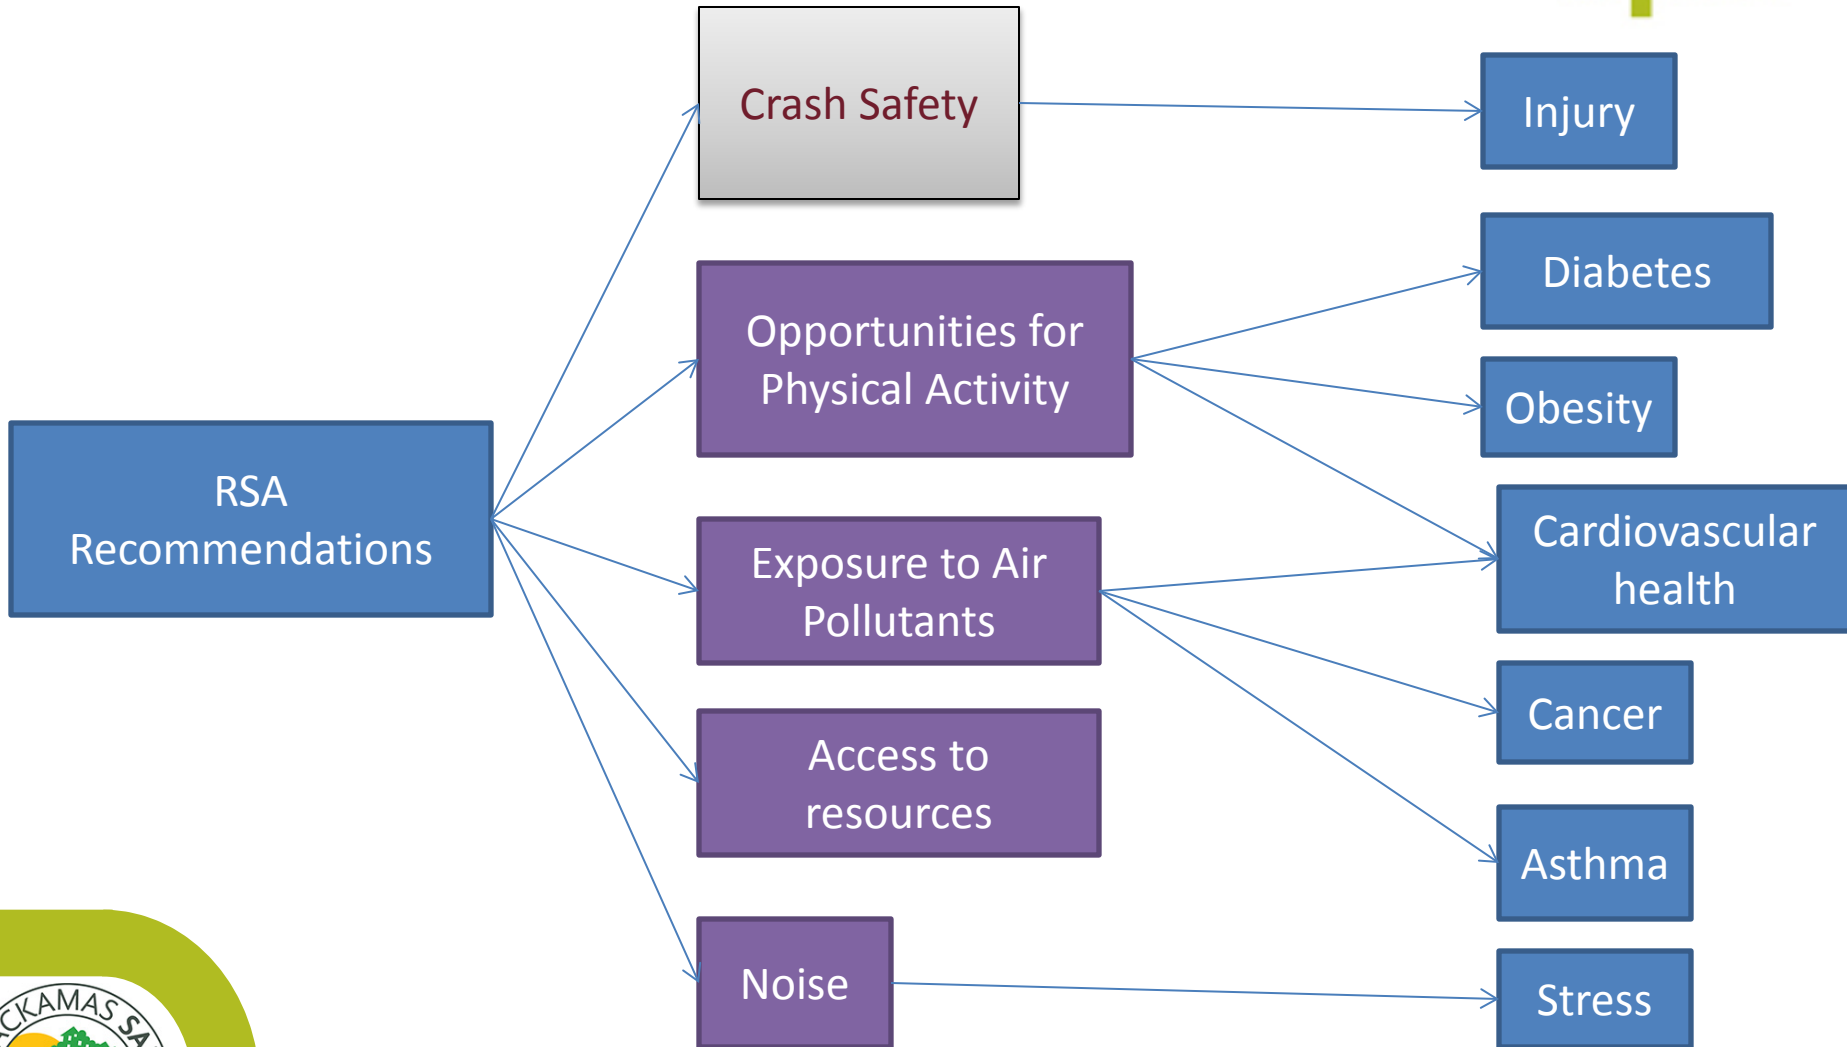 Crash Safety
Injury
Diabetes
Opportunities for
Physical Activity
Obesity
RSA
Recommendations
Cardiovascular
health
Exposure to Air
Pollutants
Cancer
Access to
resources
Asthma
Noise
Stress